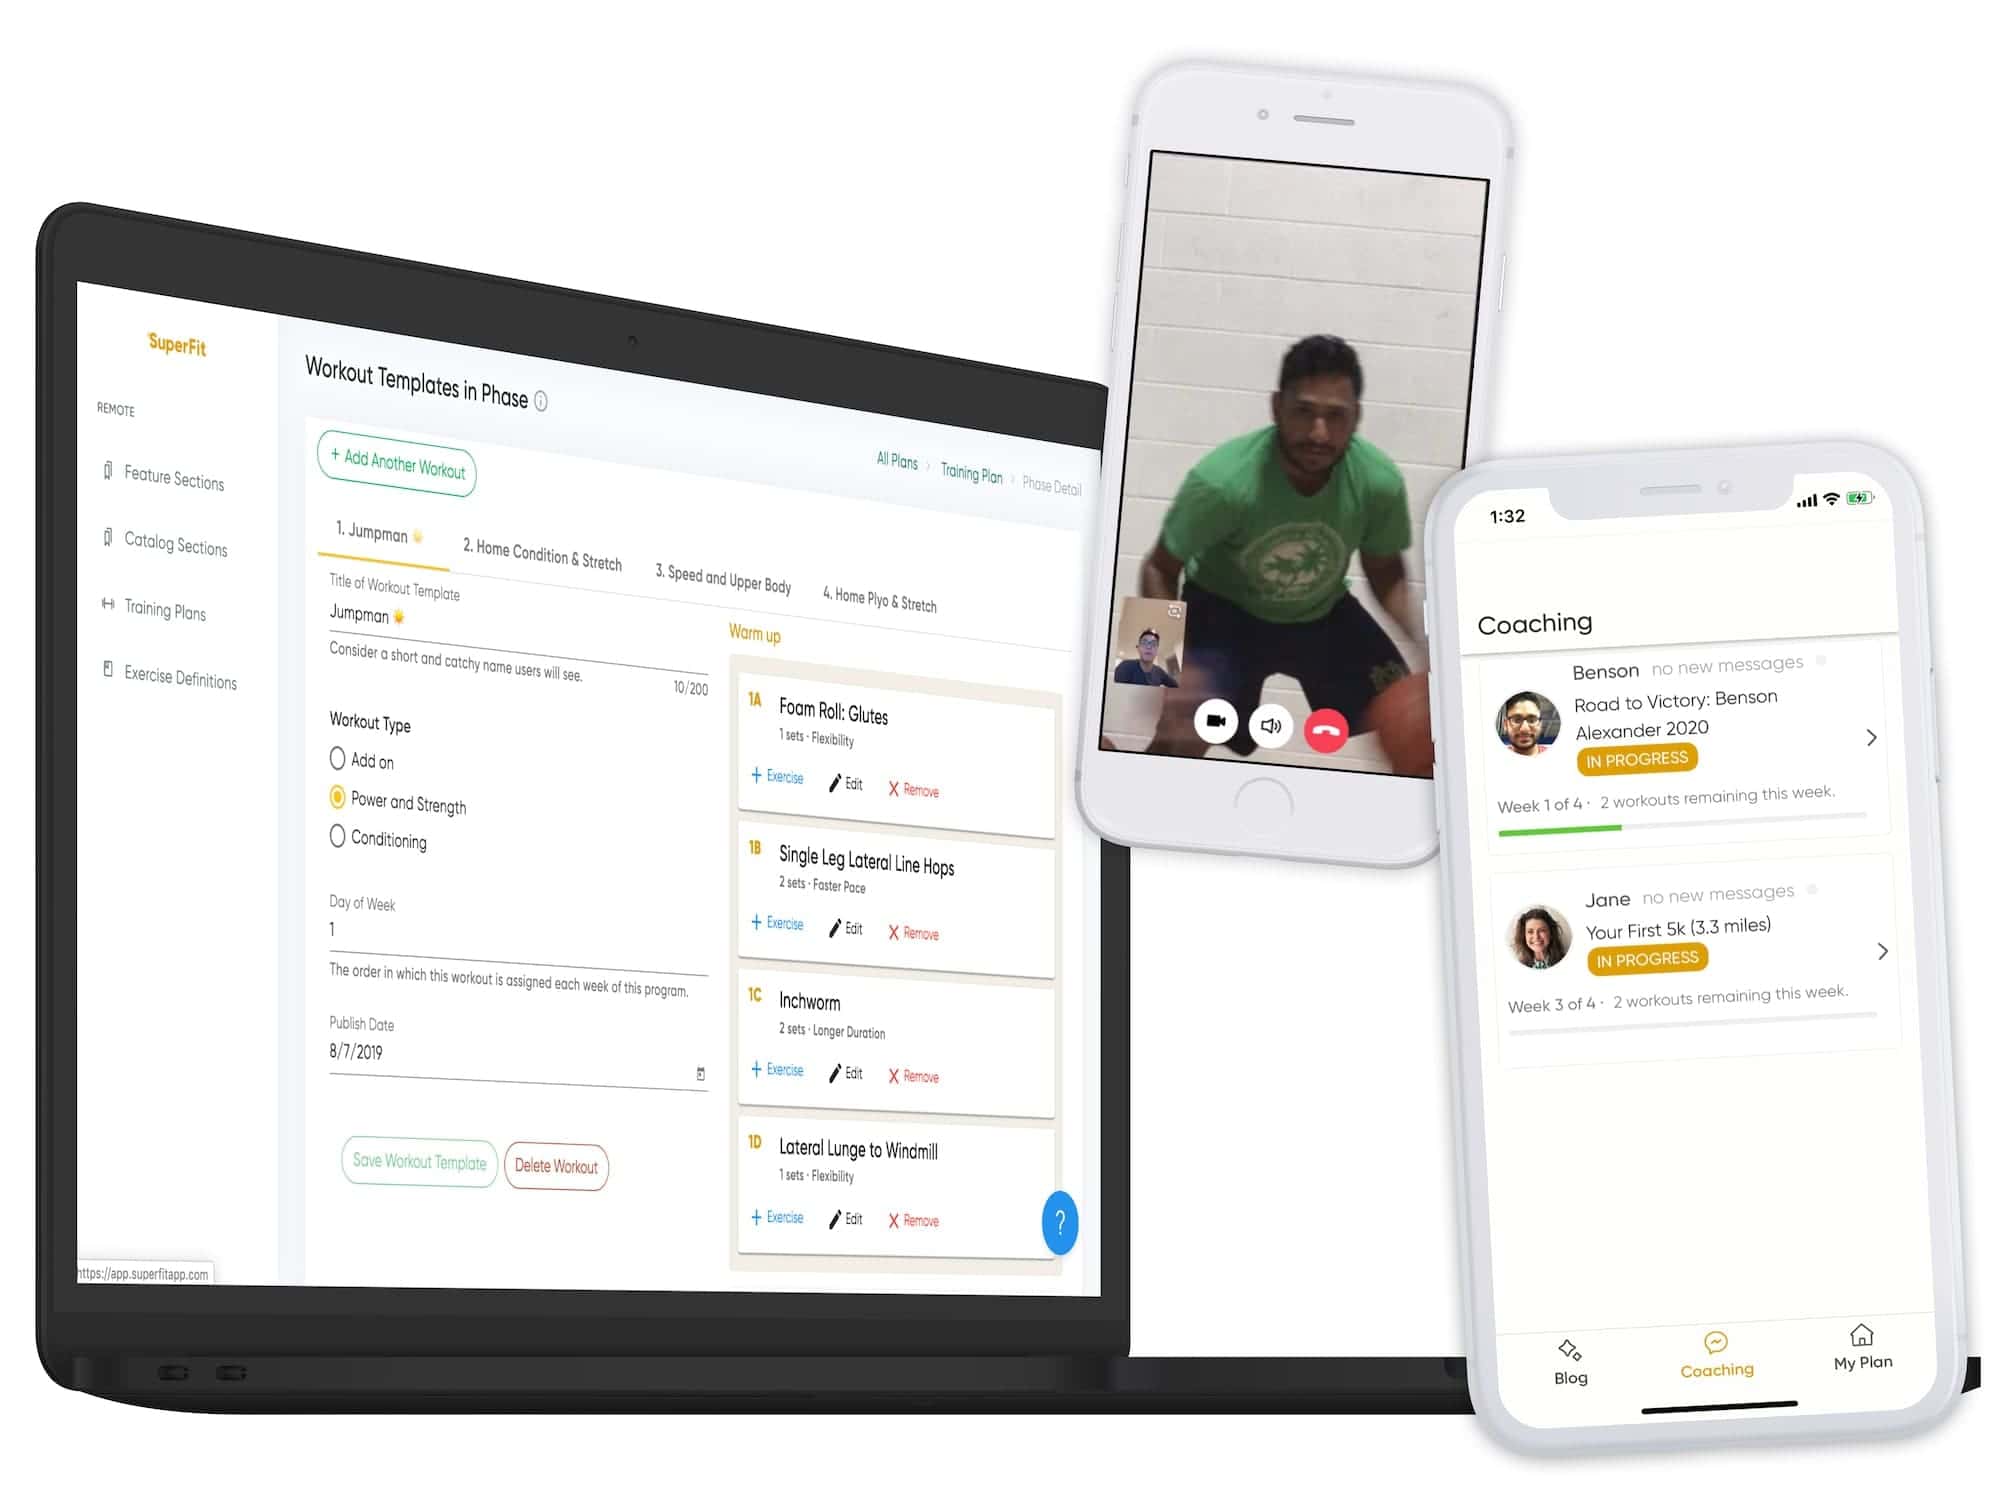 SuperFit
REMOTE
Feature Sections
Catalog Sections
Training Plans
Exercise Definitions
https://app.superfitapp.com
Workout Templates in Phase
+ Add Another Workout
All Plans > Training Plan > Phase Detail
1. Jumpman
2. Home Condition & Stretch
3. Speed and Upper Body
4. Home Plyo & Stretch
Title of Workout Template
Jumpman
Consider a short and catchy name users will see.
10/200
Workout Type
Add on
Power and Strength
Conditioning
Day of Week
1
The order in which this workout is assigned each week of this program.
Publish Date
8/7/2019
Save Workout Template
Delete Workout
Warm up
1A Foam Roll: Glutes
1 sets · Flexibility
+ Exercise Edit X Remove
1B Single Leg Lateral Line Hops
2 sets · Faster Pace
+ Exercise Edit X Remove
1C Inchworm
2 sets · Longer Duration
+ Exercise Edit X Remove
1D Lateral Lunge to Windmill
1 sets · Flexibility
+ Exercise Edit X Remove
?
1:32
Coaching
Benson no new messages
Road to Victory: Benson
Alexander 2020
IN PROGRESS
Week 1 of 4 · 2 workouts remaining this week.
Jane no new messages
Your First 5k (3.3 miles)
IN PROGRESS
Week 3 of 4 · 2 workouts remaining this week.
Blog
Coaching
My Plan